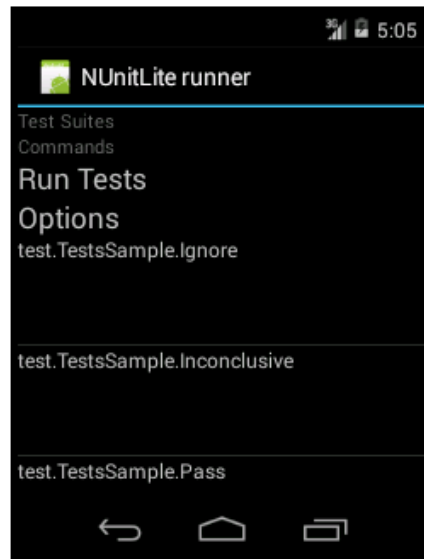 3G 5:05
NUnitLite runner
Test Suites
Commands
Run Tests
Options
test.TestsSample.Ignore
test.TestsSample.Inconclusive
test.TestsSample.Pass